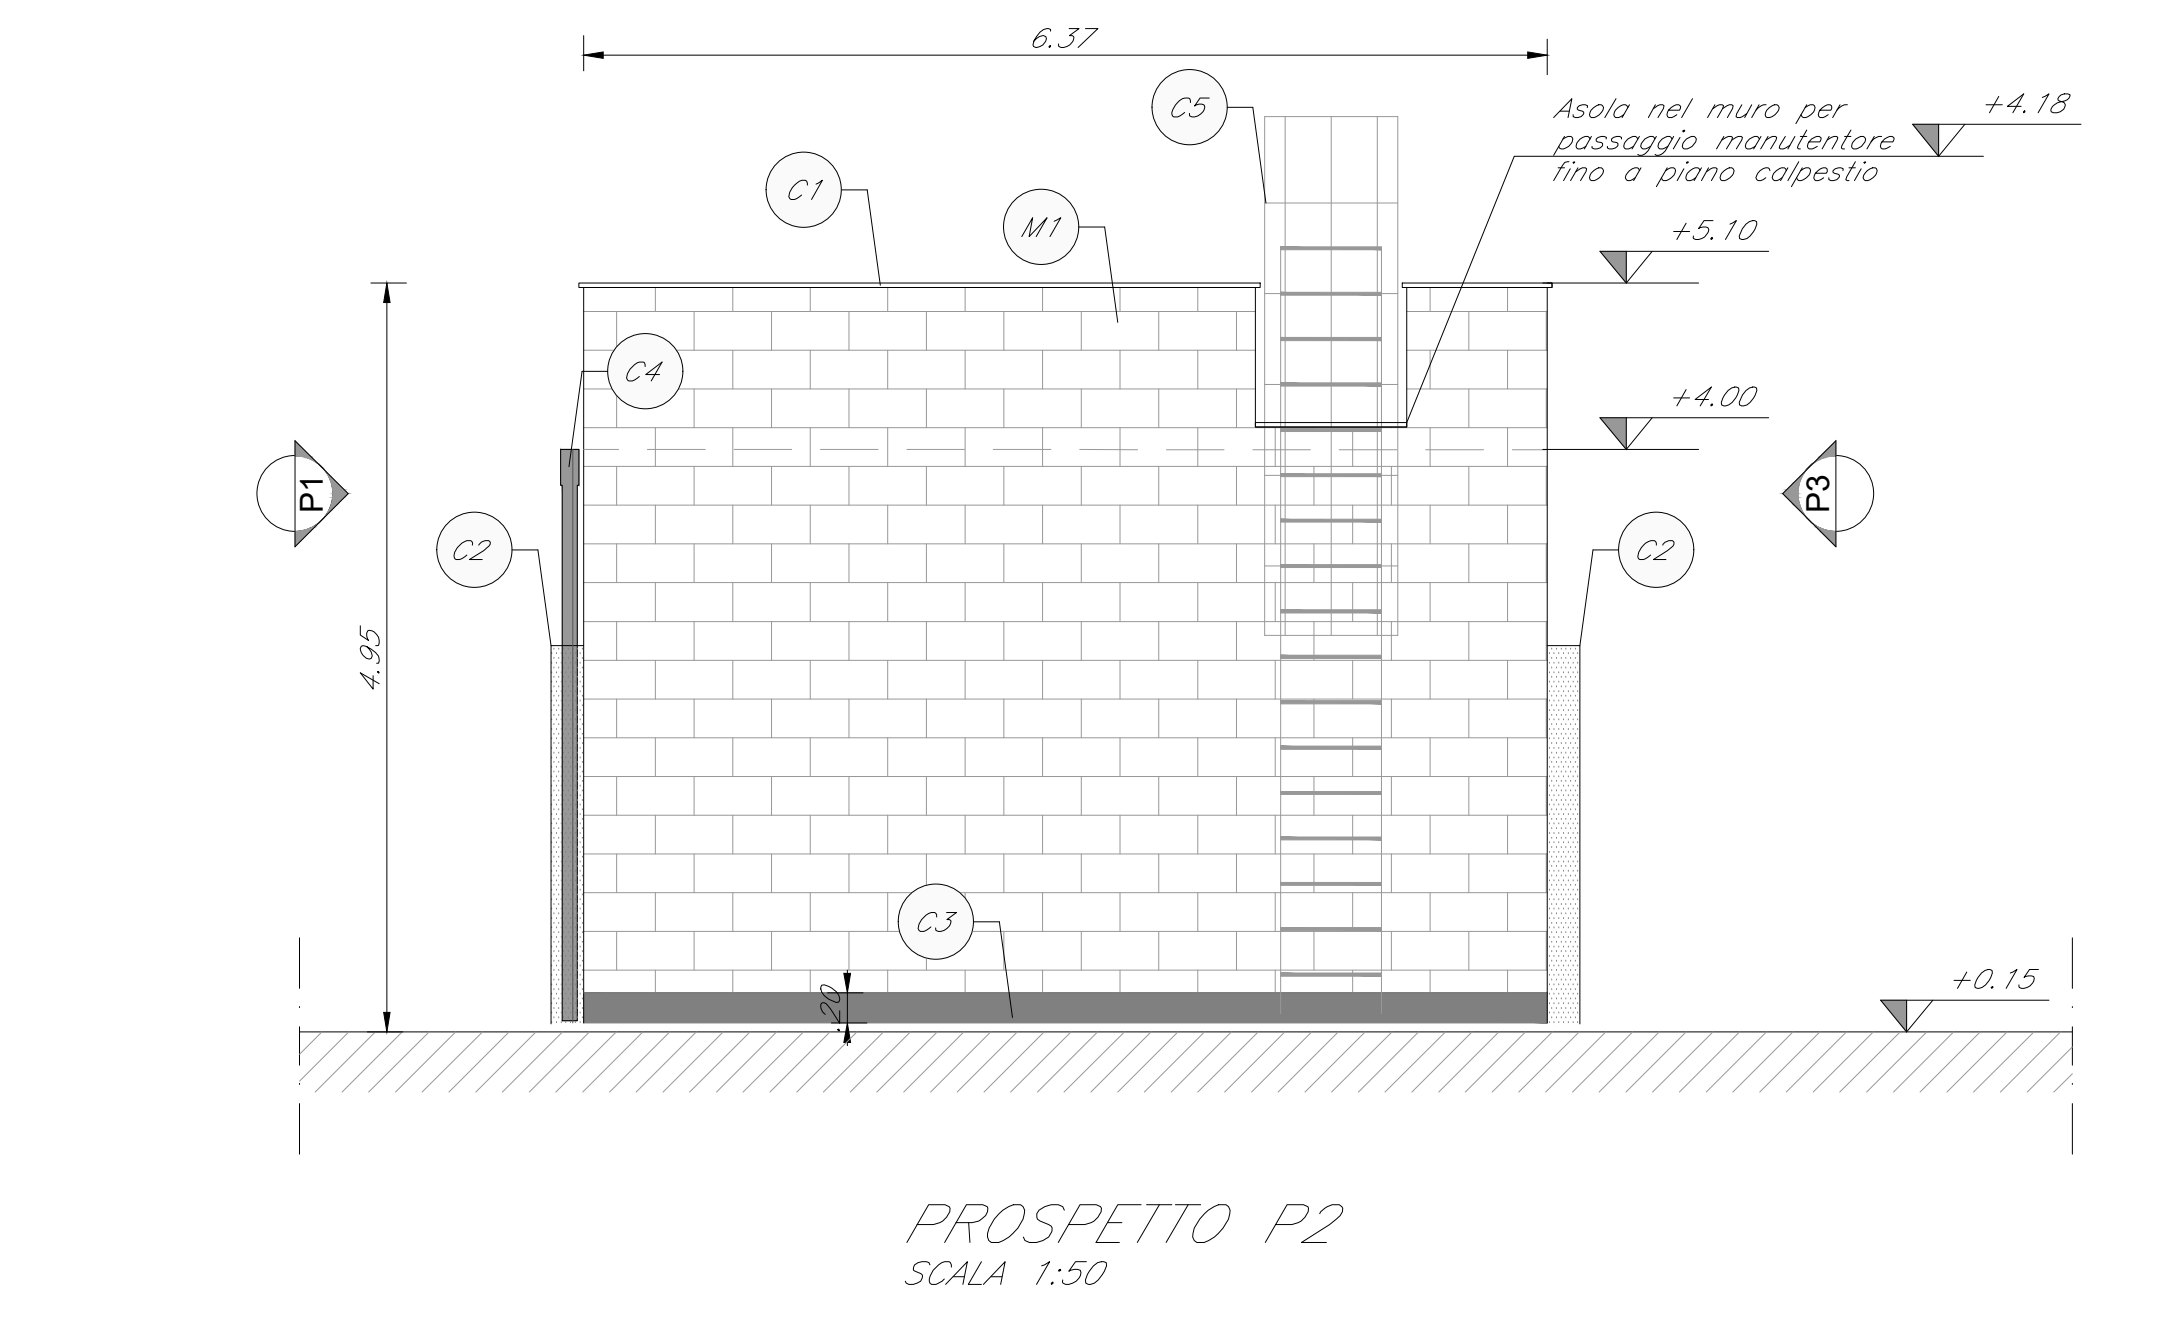 6.37
C5
Asola nel muro per
passaggio manutentore
fino a piano calpestio
+4.18
C1
M1
+5.10
C4
+4.00
P1
P3
C2
C2
4.95
C3
.20
+0.15
PROSPETTO P2
SCALA 1:50